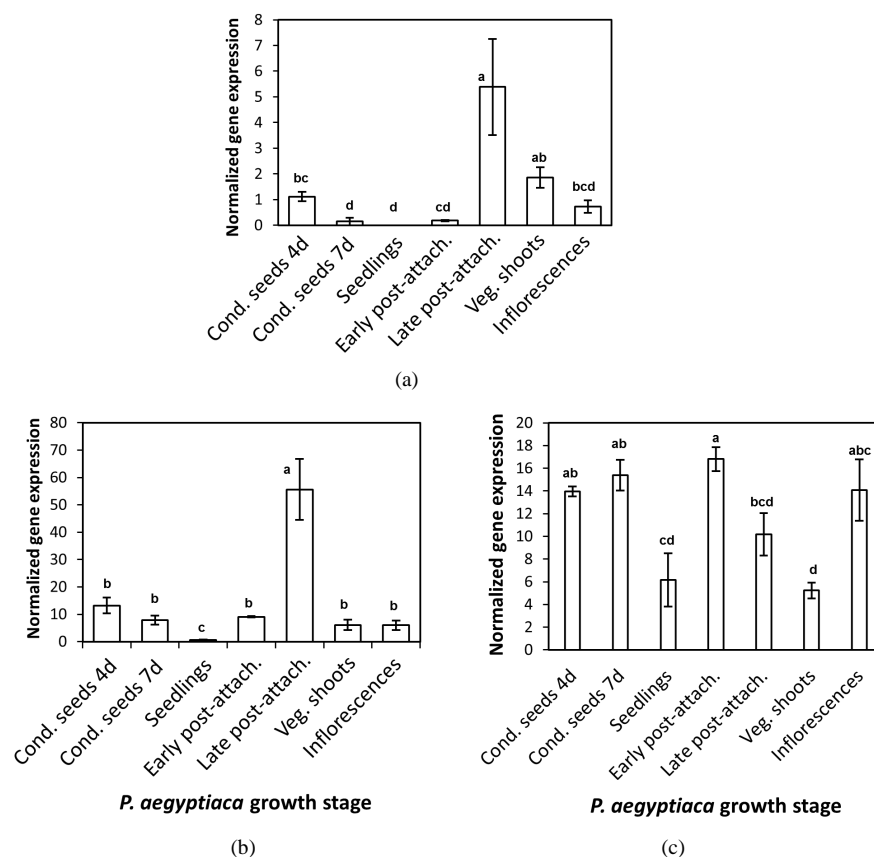 Normalized gene expression
8
7
6
5
4
3
2
1
0
bc
d
d
cd
a
ab
bcd
Cond. seeds 4d
Cond. seeds 7d
Seedlings
Early post-attach.
Late post-attach.
Veg. shoots
Inflorescences
(a)
Normalized gene expression
80
70
60
50
40
30
20
10
0
b
b
c
b
a
b
b
Cond. seeds 4d
Cond. seeds 7d
Seedlings
Early post-attach.
Late post-attach.
Veg. shoots
Inflorescences
P. aegyptiaca growth stage
(b)
Normalized gene expression
20
18
16
14
12
10
8
6
4
2
0
ab
ab
cd
a
bcd
d
abc
Cond. seeds 4d
Cond. seeds 7d
Seedlings
Early post-attach.
Late post-attach.
Veg. shoots
Inflorescences
P. aegyptiaca growth stage
(c)